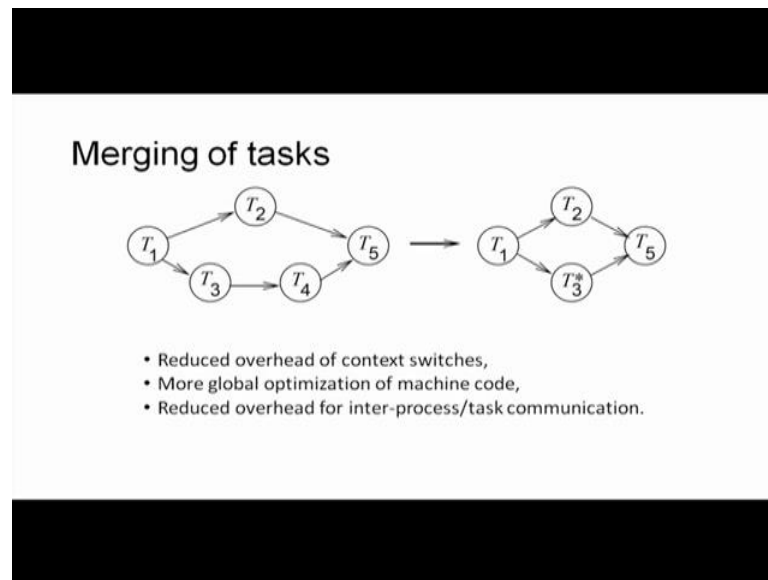 Merging of tasks
T2 T2
T1 T5 T1 T5
T3 T4 T3*
• Reduced overhead of context switches,
• More global optimization of machine code,
• Reduced overhead for inter-process/task communication.